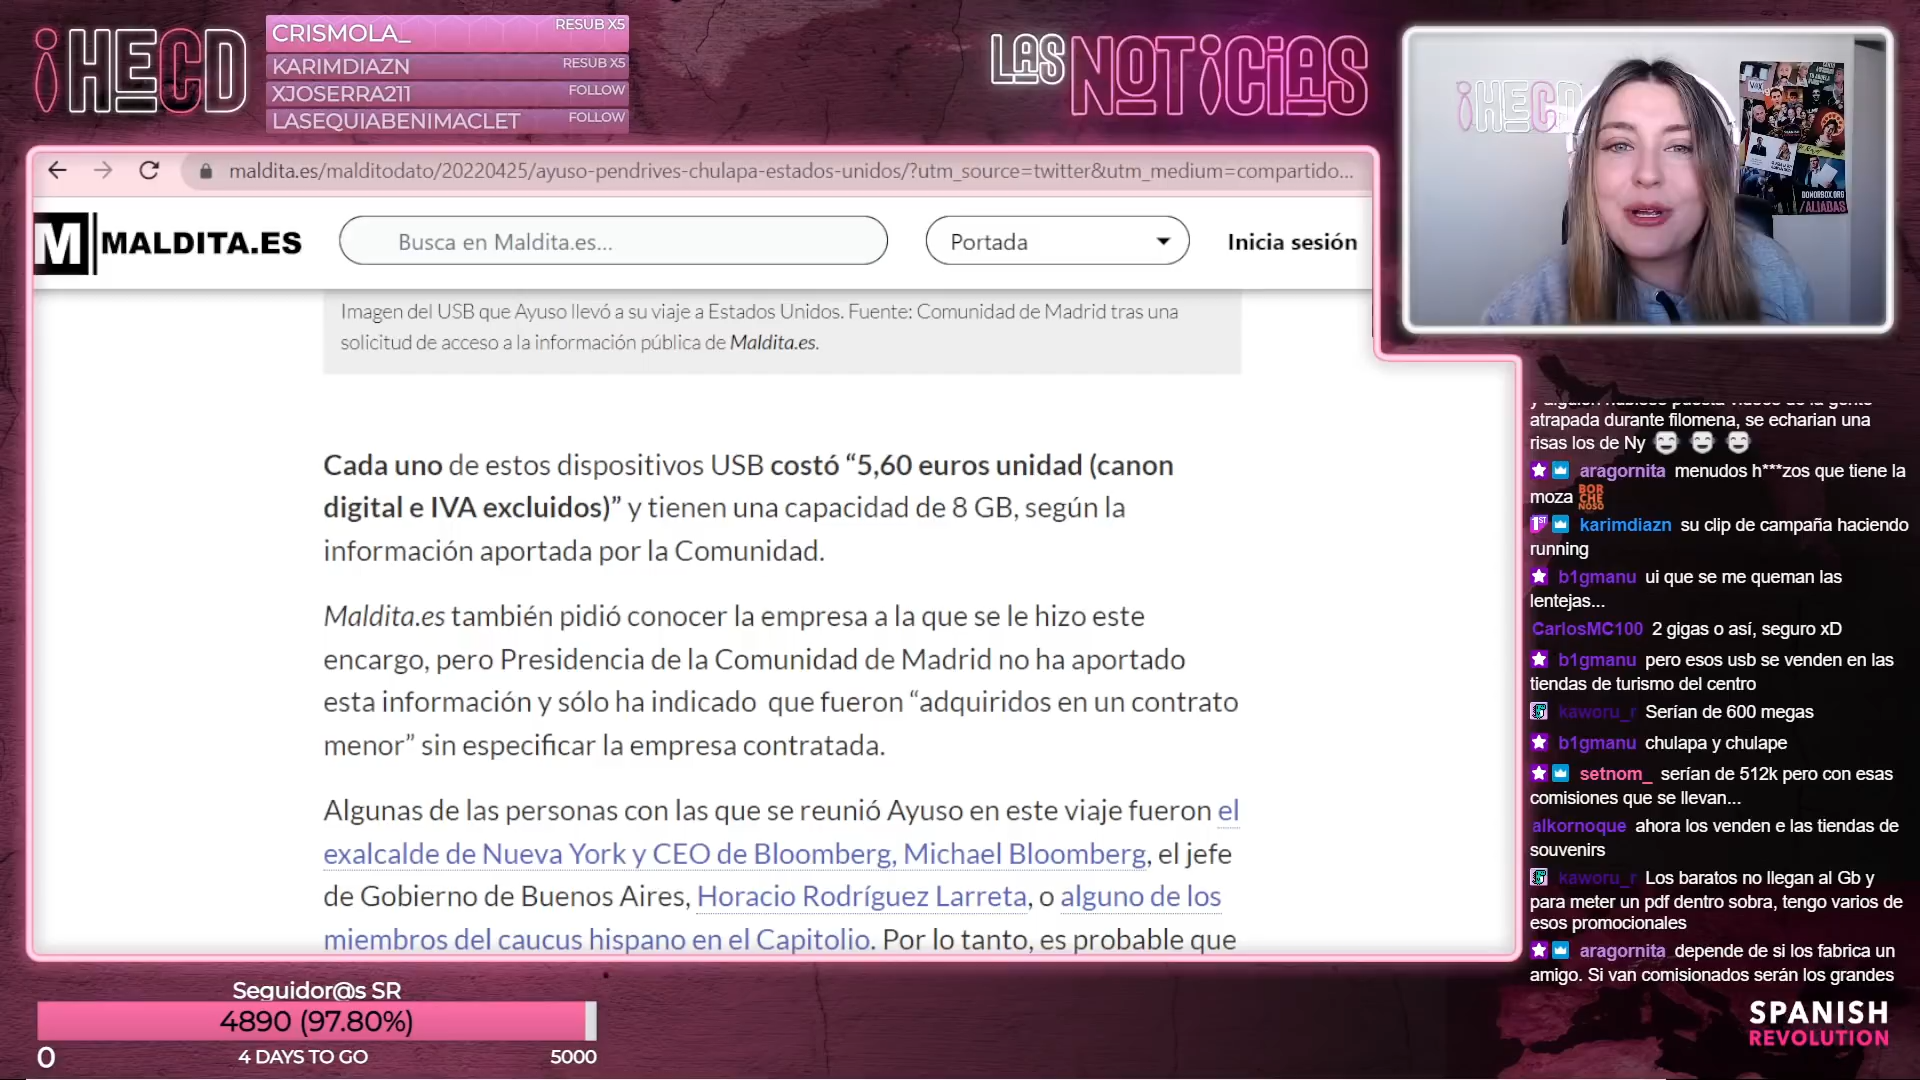 iHECD
CRISMOLA_ RESUB X5
KARIMDIAZN RESUB X5
XJOSERRA211 FOLLOW
LASEQUIABENIMACLET FOLLOW
LAS NOTiCiAS
maldita.es/malditodato/20220425/ayuso-pendrives-chulapa-estados-unidos/?utm_source=twitter&utm_medium=compartido...
M MALDITA.ES
Busca en Maldita.es...
Portada
Inicia sesión
Imagen del USB que Ayuso llevó a su viaje a Estados Unidos. Fuente: Comunidad de Madrid tras una
solicitud de acceso a la información pública de Maldita.es.
Cada uno de estos dispositivos USB costó “5,60 euros unidad (canon
digital e IVA excluidos)” y tienen una capacidad de 8 GB, según la
información aportada por la Comunidad.
Maldita.es también pidió conocer la empresa a la que se le hizo este
encargo, pero Presidencia de la Comunidad de Madrid no ha aportado
esta información y sólo ha indicado que fueron “adquiridos en un contrato
menor” sin especificar la empresa contratada.
Algunas de las personas con las que se reunió Ayuso en este viaje fueron el
exalcalde de Nueva York y CEO de Bloomberg, Michael Bloomberg, el jefe
de Gobierno de Buenos Aires, Horacio Rodríguez Larreta, o alguno de los
miembros del caucus hispano en el Capitolio. Por lo tanto, es probable que
iHECD
DONORBOX.ORG
/ALIADAS
atrapada durante filomena, se echarian una
risas los de Ny
aragornita menudos h***zos que tiene la
moza BOR CHE NOSO
1ST karimdiazn su clip de campaña haciendo
running
b1gmanu ui que se me queman las
lentejas...
CarlosMC100 2 gigas o así, seguro xD
b1gmanu pero esos usb se venden en las
tiendas de turismo del centro
kaworu_r Serían de 600 megas
b1gmanu chulapa y chulape
setnom_ serían de 512k pero con esas
comisiones que se llevan...
alkornoque ahora los venden e las tiendas de
souvenirs
kaworu_r Los baratos no llegan al Gb y
para meter un pdf dentro sobra, tengo varios de
esos promocionales
aragornita depende de si los fabrica un
amigo. Si van comisionados serán los grandes
Seguidor@s SR
4890 (97.80%)
0 4 DAYS TO GO 5000
SPANISH
REVOLUTION